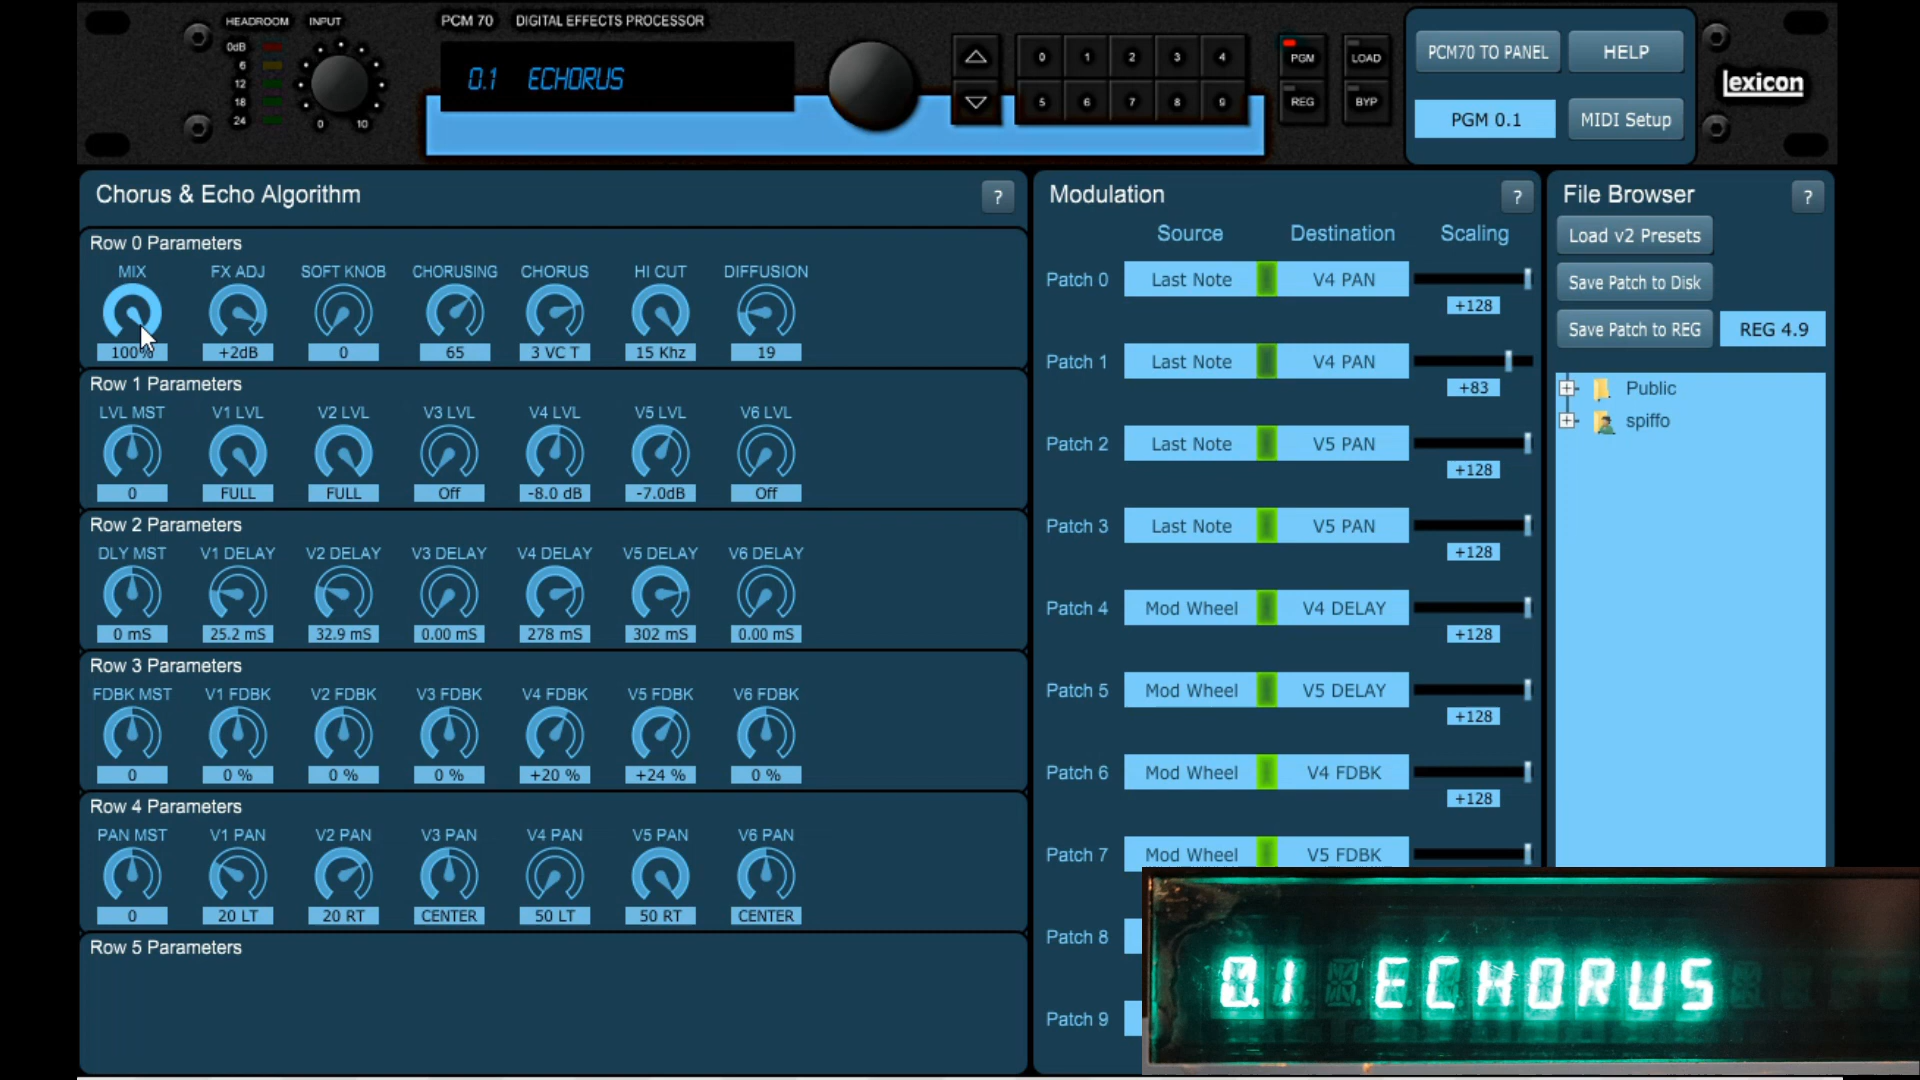 HEADROOM INPUT
0dB
6
12
18
24
0 10
PCM 70 DIGITAL EFFECTS PROCESSOR
0.1 ECHORUS
0 1 2 3 4
5 6 7 8 9
PGM LOAD
REG BYP
PCM70 TO PANEL HELP
PGM 0.1 MIDI Setup
lexicon
Chorus & Echo Algorithm ?
Row 0 Parameters
MIX FX ADJ SOFT KNOB CHORUSING CHORUS HI CUT DIFFUSION
100% +2dB 0 65 3 VC T 15 Khz 19
Row 1 Parameters
LVL MST V1 LVL V2 LVL V3 LVL V4 LVL V5 LVL V6 LVL
0 FULL FULL Off -8.0 dB -7.0dB Off
Row 2 Parameters
DLY MST V1 DELAY V2 DELAY V3 DELAY V4 DELAY V5 DELAY V6 DELAY
0 mS 25.2 mS 32.9 mS 0.00 mS 278 mS 302 mS 0.00 mS
Row 3 Parameters
FDBK MST V1 FDBK V2 FDBK V3 FDBK V4 FDBK V5 FDBK V6 FDBK
0 0 % 0 % 0 % +20 % +24 % 0 %
Row 4 Parameters
PAN MST V1 PAN V2 PAN V3 PAN V4 PAN V5 PAN V6 PAN
0 20 LT 20 RT CENTER 50 LT 50 RT CENTER
Row 5 Parameters
Modulation ?
Source Destination Scaling
Patch 0 Last Note V4 PAN
+128
Patch 1 Last Note V4 PAN
+83
Patch 2 Last Note V5 PAN
+128
Patch 3 Last Note V5 PAN
+128
Patch 4 Mod Wheel V4 DELAY
+128
Patch 5 Mod Wheel V5 DELAY
+128
Patch 6 Mod Wheel V4 FDBK
+128
Patch 7 Mod Wheel V5 FDBK
Patch 8
Patch 9
File Browser ?
Load v2 Presets
Save Patch to Disk
Save Patch to REG REG 4.9
Public
spiffo
0.1 ECHORUS